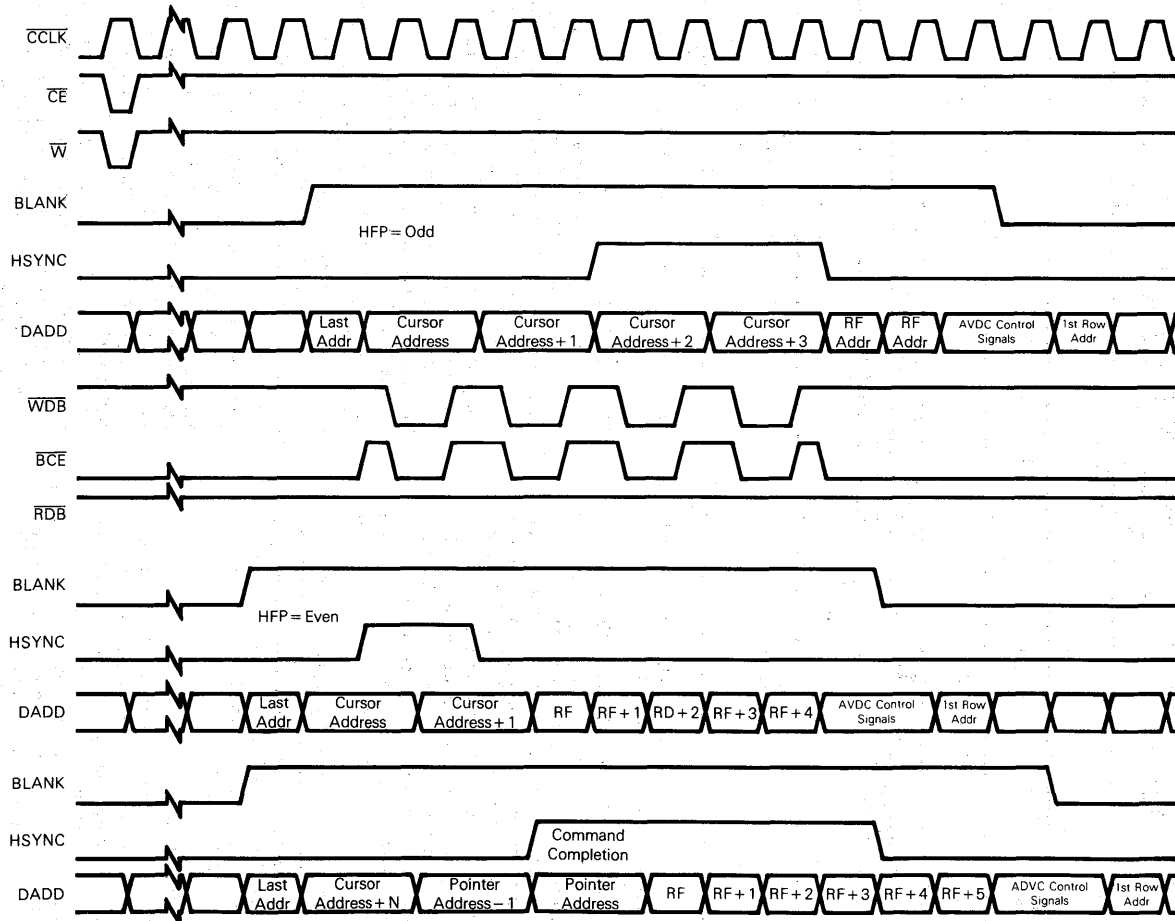 CCLK
CE
W
BLANK
HFP = Odd
HSYNC
DADD
Last Addr
Cursor Address
Cursor Address + 1
Cursor Address + 2
Cursor Address + 3
RF Addr
RF Addr
AVDC Control Signals
1st Row Addr
WDB
BCE
RDB
BLANK
HFP = Even
HSYNC
DADD
Last Addr
Cursor Address
Cursor Address + 1
RF
RF + 1
RD + 2
RF + 3
RF + 4
AVDC Control Signals
1st Row Addr
BLANK
HSYNC
Command Completion
DADD
Last Addr
Cursor Address + N
Pointer Address – 1
Pointer Address
RF
RF + 1
RF + 2
RF + 3
RF + 4
RF + 5
ADVC Control Signals
1st Row Addr